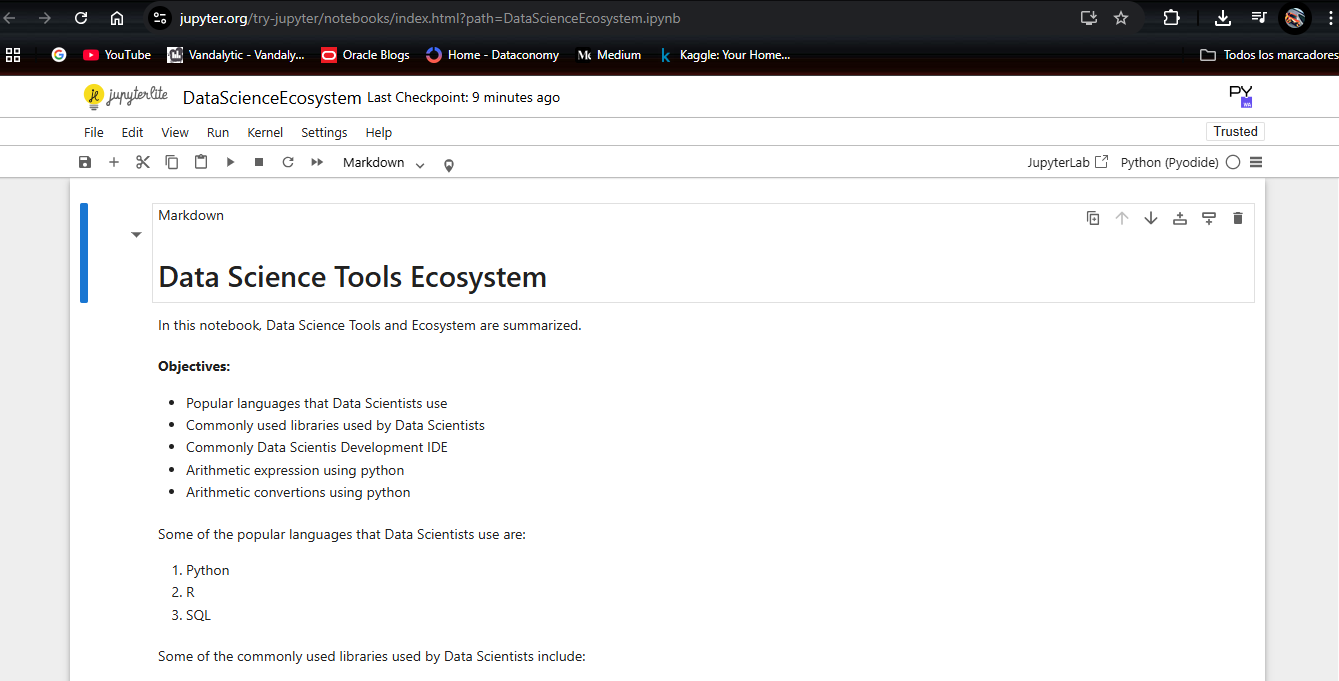 jupyter.org/try-jupyter/notebooks/index.html?path=DataScienceEcosystem.ipynb
YouTube Vandalytic - Vandaly... Oracle Blogs Home - Dataconomy Medium Kaggle: Your Home... Todos los marcadores
jupyterlite DataScienceEcosystem Last Checkpoint: 9 minutes ago PY
File Edit View Run Kernel Settings Help Trusted
Markdown JupyterLab Python (Pyodide)
Markdown
Data Science Tools Ecosystem
In this notebook, Data Science Tools and Ecosystem are summarized.
Objectives:
• Popular languages that Data Scientists use
• Commonly used libraries used by Data Scientists
• Commonly Data Scientis Development IDE
• Arithmetic expression using python
• Arithmetic convertions using python
Some of the popular languages that Data Scientists use are:
1. Python
2. R
3. SQL
Some of the commonly used libraries used by Data Scientists include: